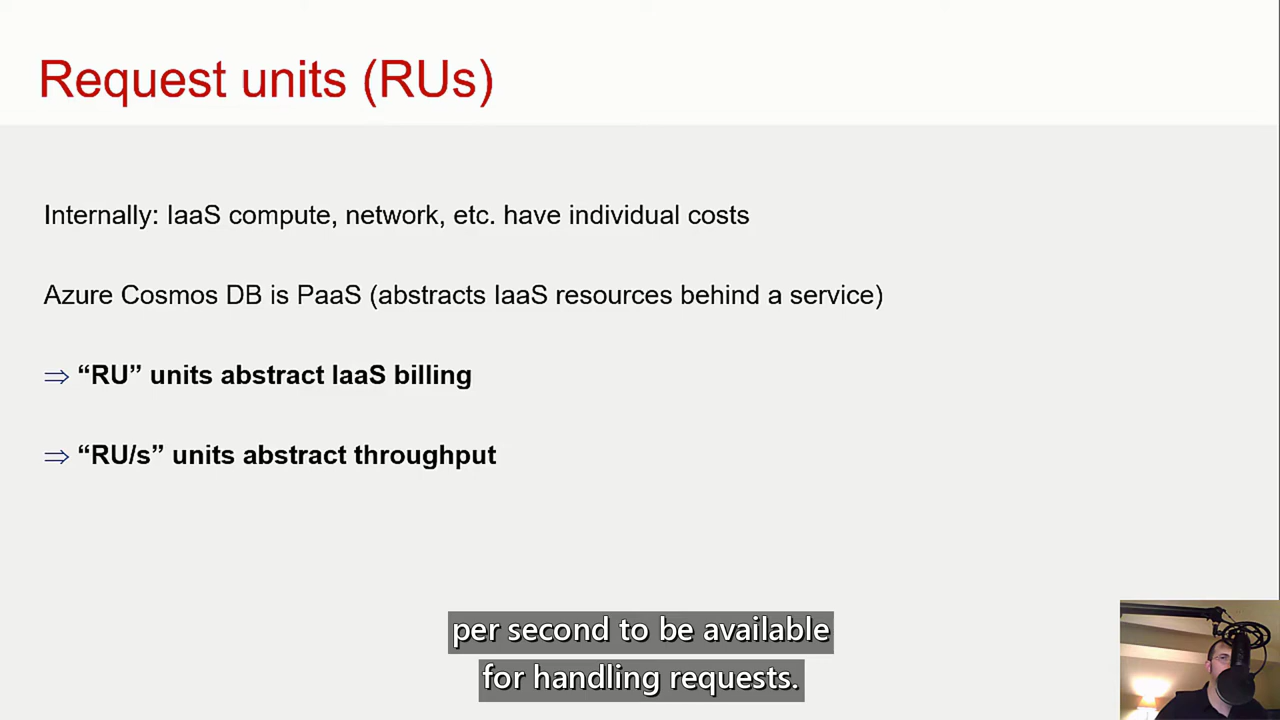 Request units (RUs)
Internally: IaaS compute, network, etc. have individual costs
Azure Cosmos DB is PaaS (abstracts IaaS resources behind a service)
⇒ “RU” units abstract IaaS billing
⇒ “RU/s” units abstract throughput
per second to be available
for handling requests.